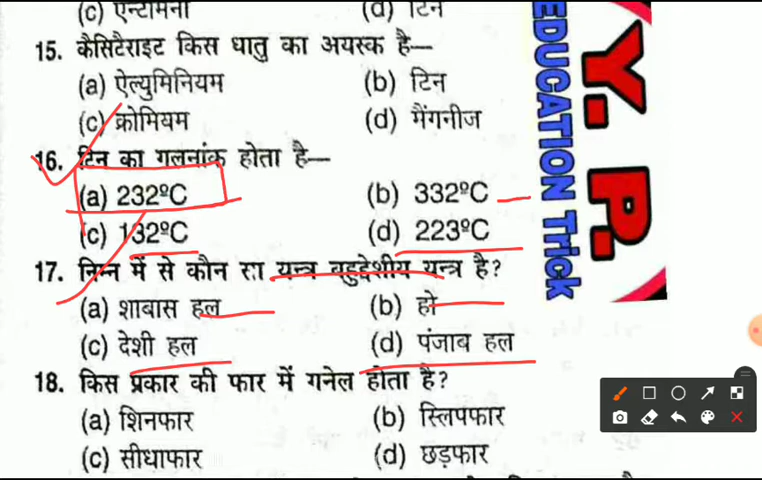 (c) एन्टीमनी (d) टिन
15. कैसिटैराइट किस धातु का अयस्क है—
(a) ऐल्युमिनियम (b) टिन
(c) क्रोमियम (d) मैंगनीज
16. टिन का गलनांक होता है—
(a) 232ºC (b) 332ºC
(c) 132ºC (d) 223ºC
17. निम्न में से कौन सा यन्त्र बहुद्देशीय यन्त्र है?
(a) शाबास हल (b) हो
(c) देशी हल (d) पंजाब हल
18. किस प्रकार की फार में गनेल होता है?
(a) शिनफार (b) स्लिपफार
(c) सीधाफार (d) छड़फार
Y. P.
EDUCATION Trick